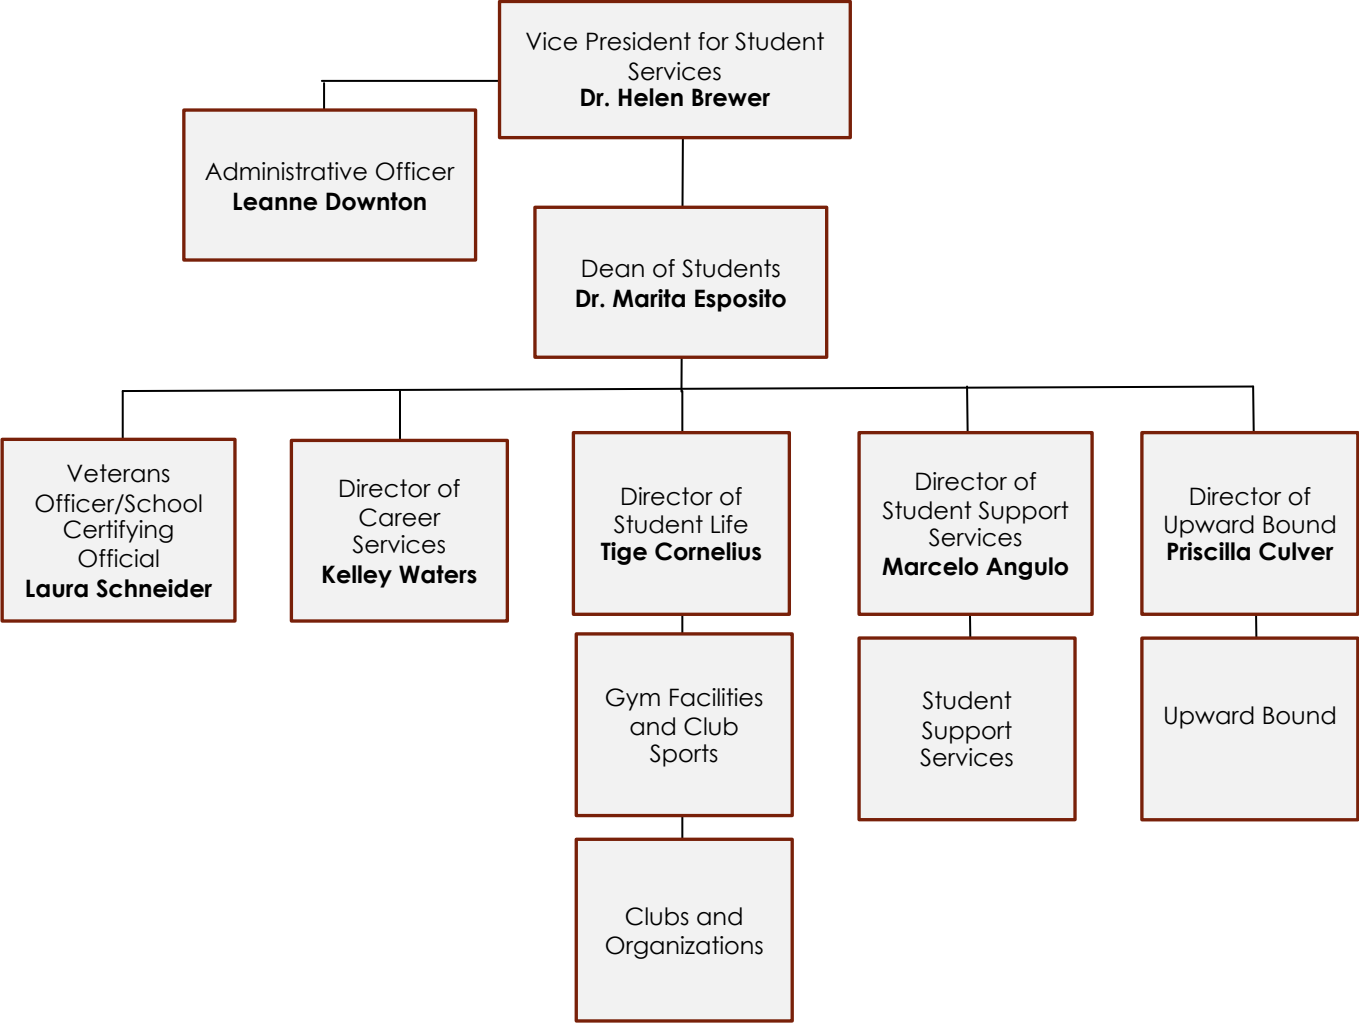 Vice President for Student
Services
Dr. Helen Brewer
Administrative Officer
Leanne Downton
Dean of Students
Dr. Marita Esposito
Veterans
Officer/School
Certifying
Official
Laura Schneider
Director of
Career
Services
Kelley Waters
Director of
Student Life
Tige Cornelius
Director of
Student Support
Services
Marcelo Angulo
Director of
Upward Bound
Priscilla Culver
Gym Facilities
and Club
Sports
Student
Support
Services
Upward Bound
Clubs and
Organizations